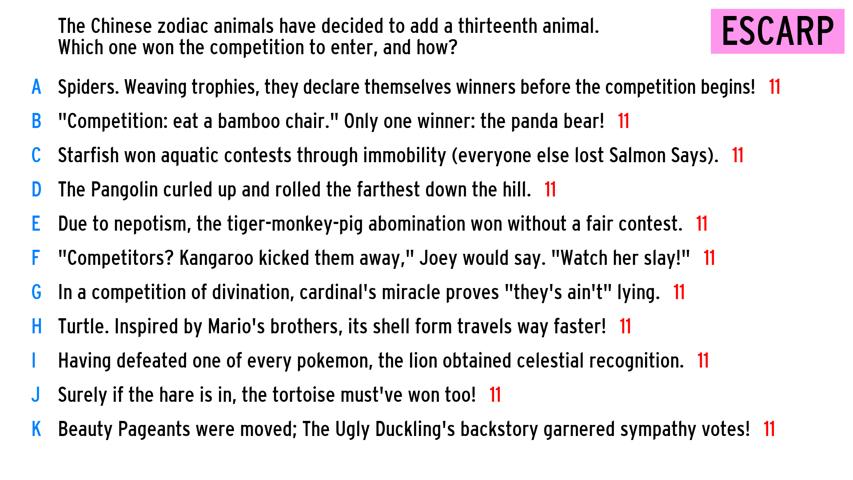 The Chinese zodiac animals have decided to add a thirteenth animal.
Which one won the competition to enter, and how?
ESCARP
A Spiders. Weaving trophies, they declare themselves winners before the competition begins! 11
B "Competition: eat a bamboo chair." Only one winner: the panda bear! 11
C Starfish won aquatic contests through immobility (everyone else lost Salmon Says). 11
D The Pangolin curled up and rolled the farthest down the hill. 11
E Due to nepotism, the tiger-monkey-pig abomination won without a fair contest. 11
F "Competitors? Kangaroo kicked them away," Joey would say. "Watch her slay!" 11
G In a competition of divination, cardinal's miracle proves "they's ain't" lying. 11
H Turtle. Inspired by Mario's brothers, its shell form travels way faster! 11
I Having defeated one of every pokemon, the lion obtained celestial recognition. 11
J Surely if the hare is in, the tortoise must've won too! 11
K Beauty Pageants were moved; The Ugly Duckling's backstory garnered sympathy votes! 11